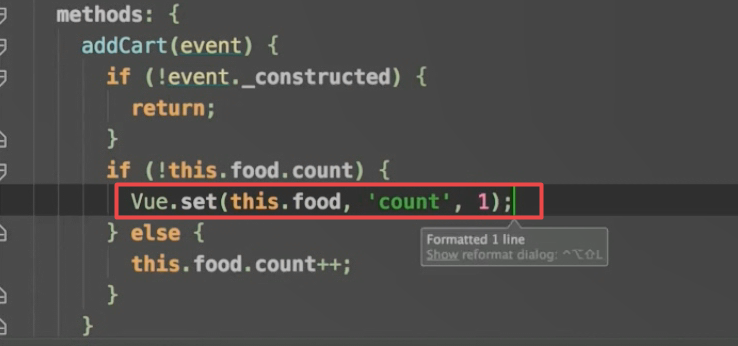 methods: {
addCart(event) {
if (!event._constructed) {
return;
}
if (!this.food.count) {
Vue.set(this.food, 'count', 1);
} else {
this.food.count++;
}
}
Formatted 1 line
Show reformat dialog: ^⌥⇧L